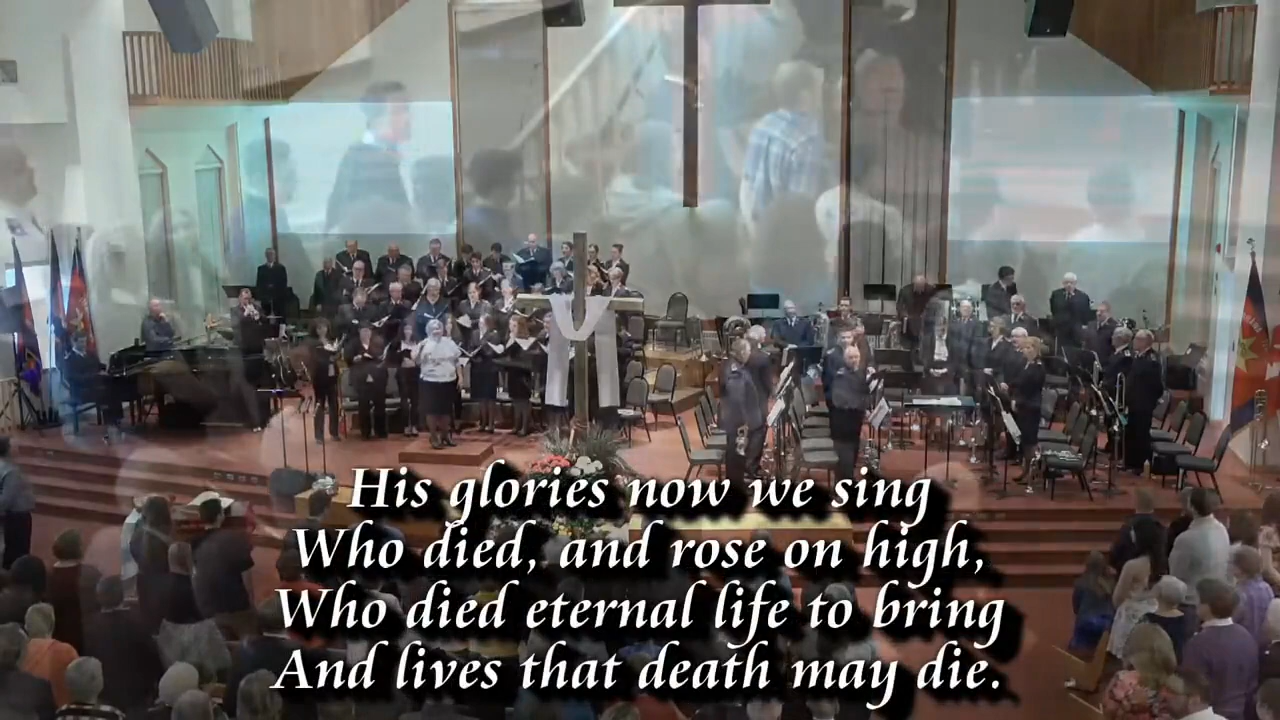 His glories now we sing
Who died, and rose on high,
Who died eternal life to bring
And lives that death may die.